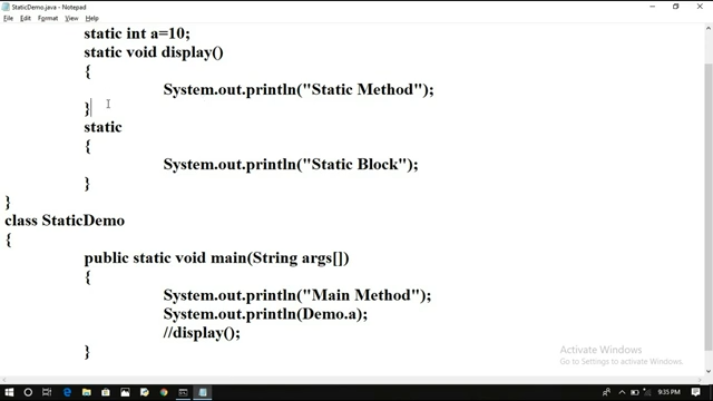 StaticDemo.java - Notepad
File Edit Format View Help
static int a=10;
static void display()
{
System.out.println("Static Method");
}
static
{
System.out.println("Static Block");
}
}
class StaticDemo
{
public static void main(String args[])
{
System.out.println("Main Method");
System.out.println(Demo.a);
//display();
}
Activate Windows
Go to Settings to activate Windows.
9:35 PM